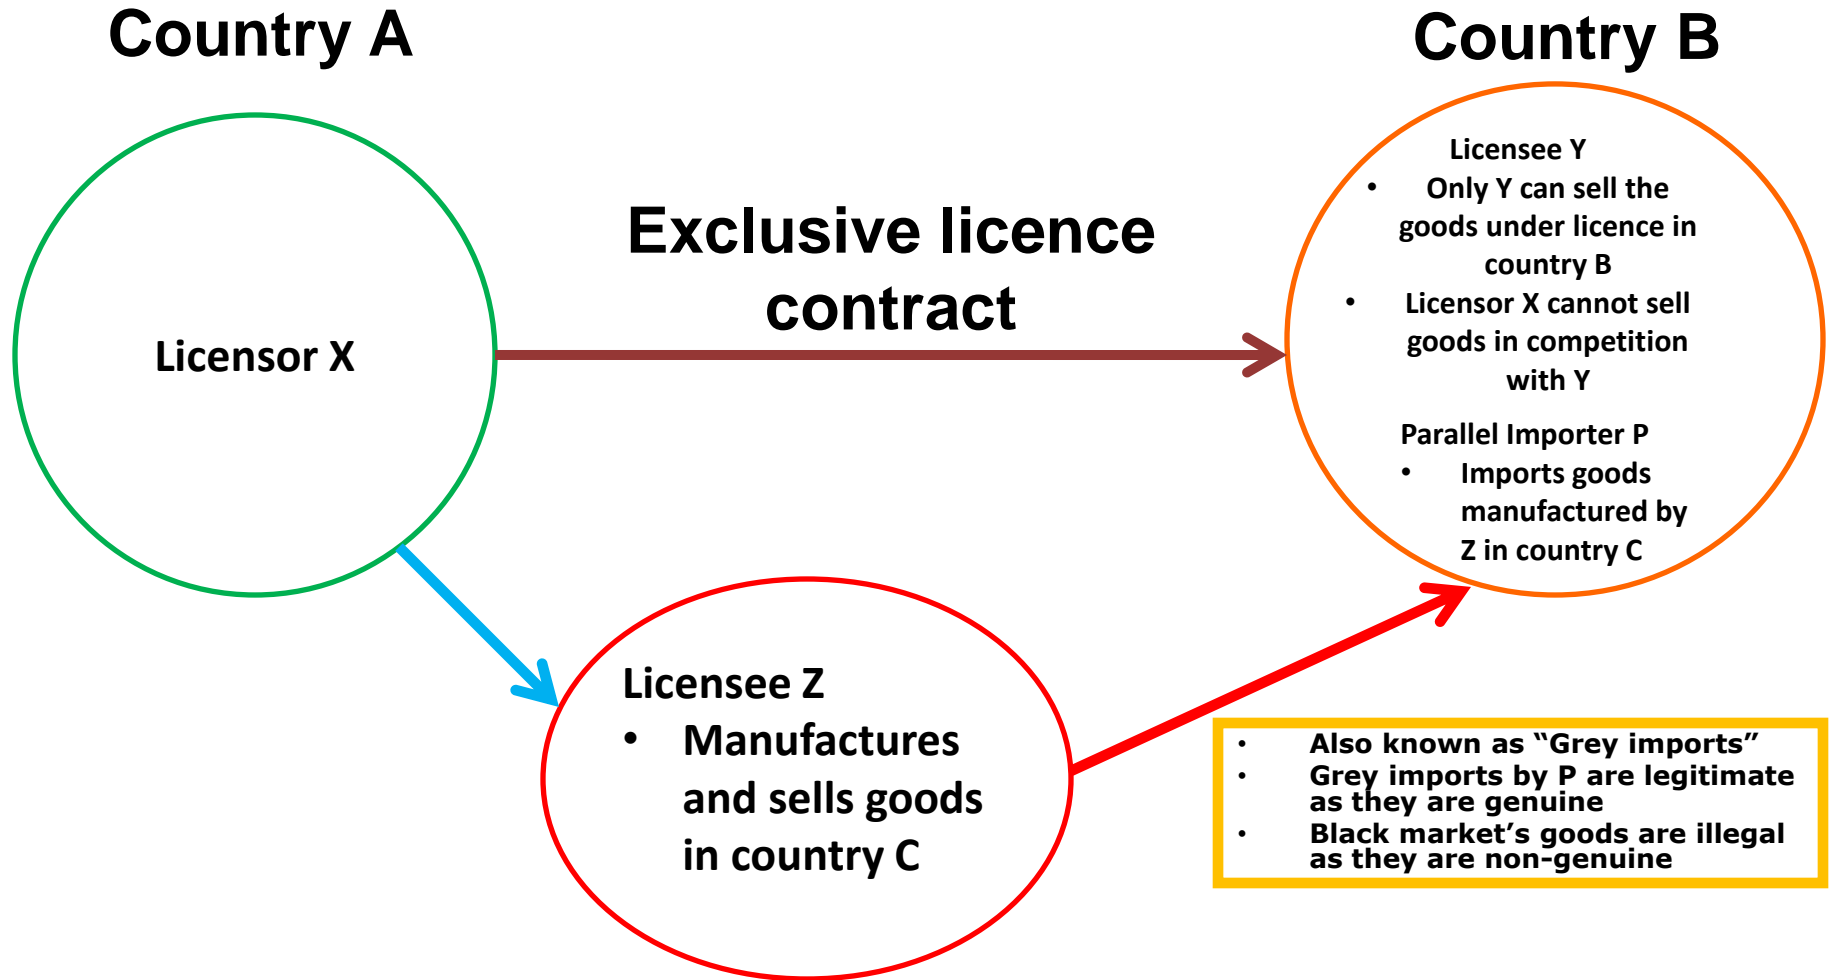 Country A
Country B
Licensor X
Exclusive licence
contract
Licensee Y
• Only Y can sell the
goods under licence in
country B
• Licensor X cannot sell
goods in competition
with Y
Parallel Importer P
• Imports goods
manufactured by
Z in country C
Licensee Z
• Manufactures
and sells goods
in country C
• Also known as “Grey imports”
• Grey imports by P are legitimate
as they are genuine
• Black market’s goods are illegal
as they are non-genuine